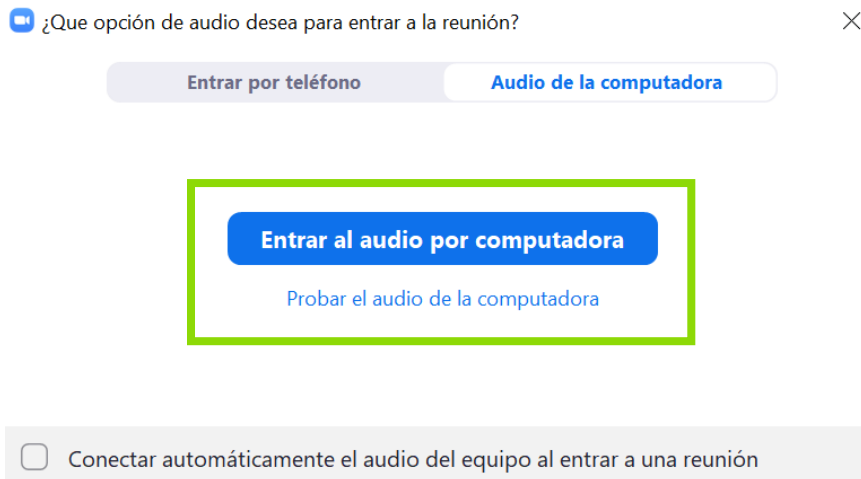 ¿Que opción de audio desea para entrar a la reunión?
Entrar por teléfono
Audio de la computadora
Entrar al audio por computadora
Probar el audio de la computadora
Conectar automáticamente el audio del equipo al entrar a una reunión